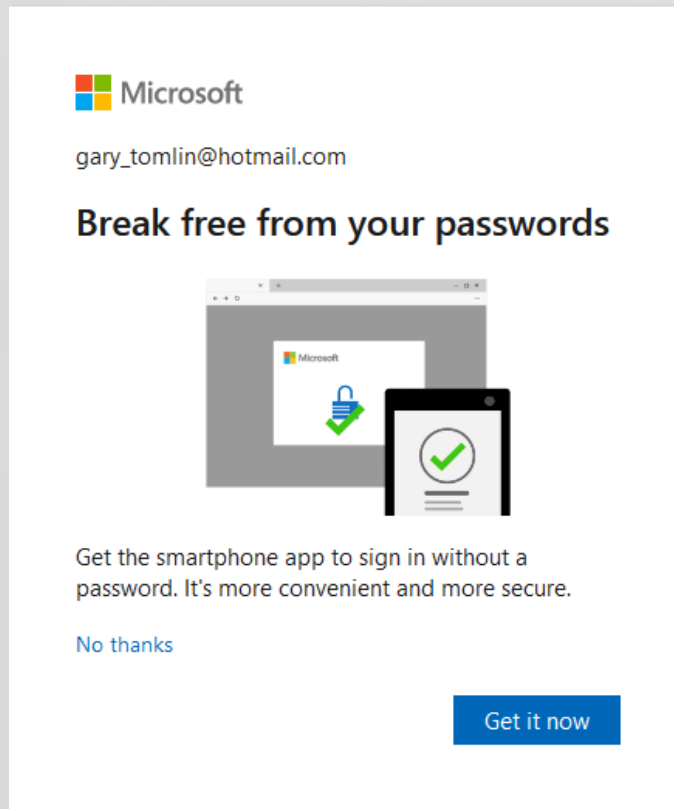 Microsoft
gary_tomlin@hotmail.com
Break free from your passwords
Microsoft
Get the smartphone app to sign in without a
password. It's more convenient and more secure.
No thanks
Get it now